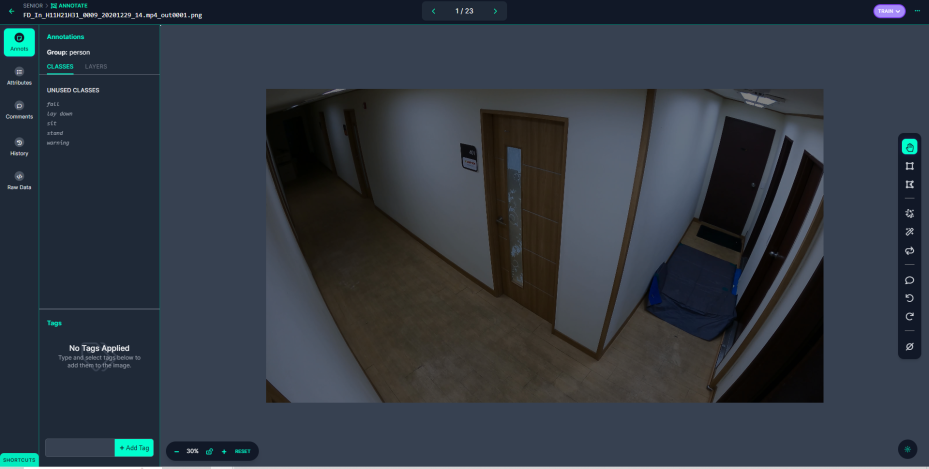 SENIOR > ANNOTATE
FD_In_H11H21H31_0009_20201229_14.mp4_out0001.png
1 / 23
TRAIN
Annots
Attributes
Comments
History
Raw Data
Annotations
Group: person
CLASSES LAYERS
UNUSED CLASSES
fall
lay down
sit
stand
warning
Tags
No Tags Applied
Type and select tags below to
add them to the image.
+ Add Tag
SHORTCUTS
− 30% + RESET